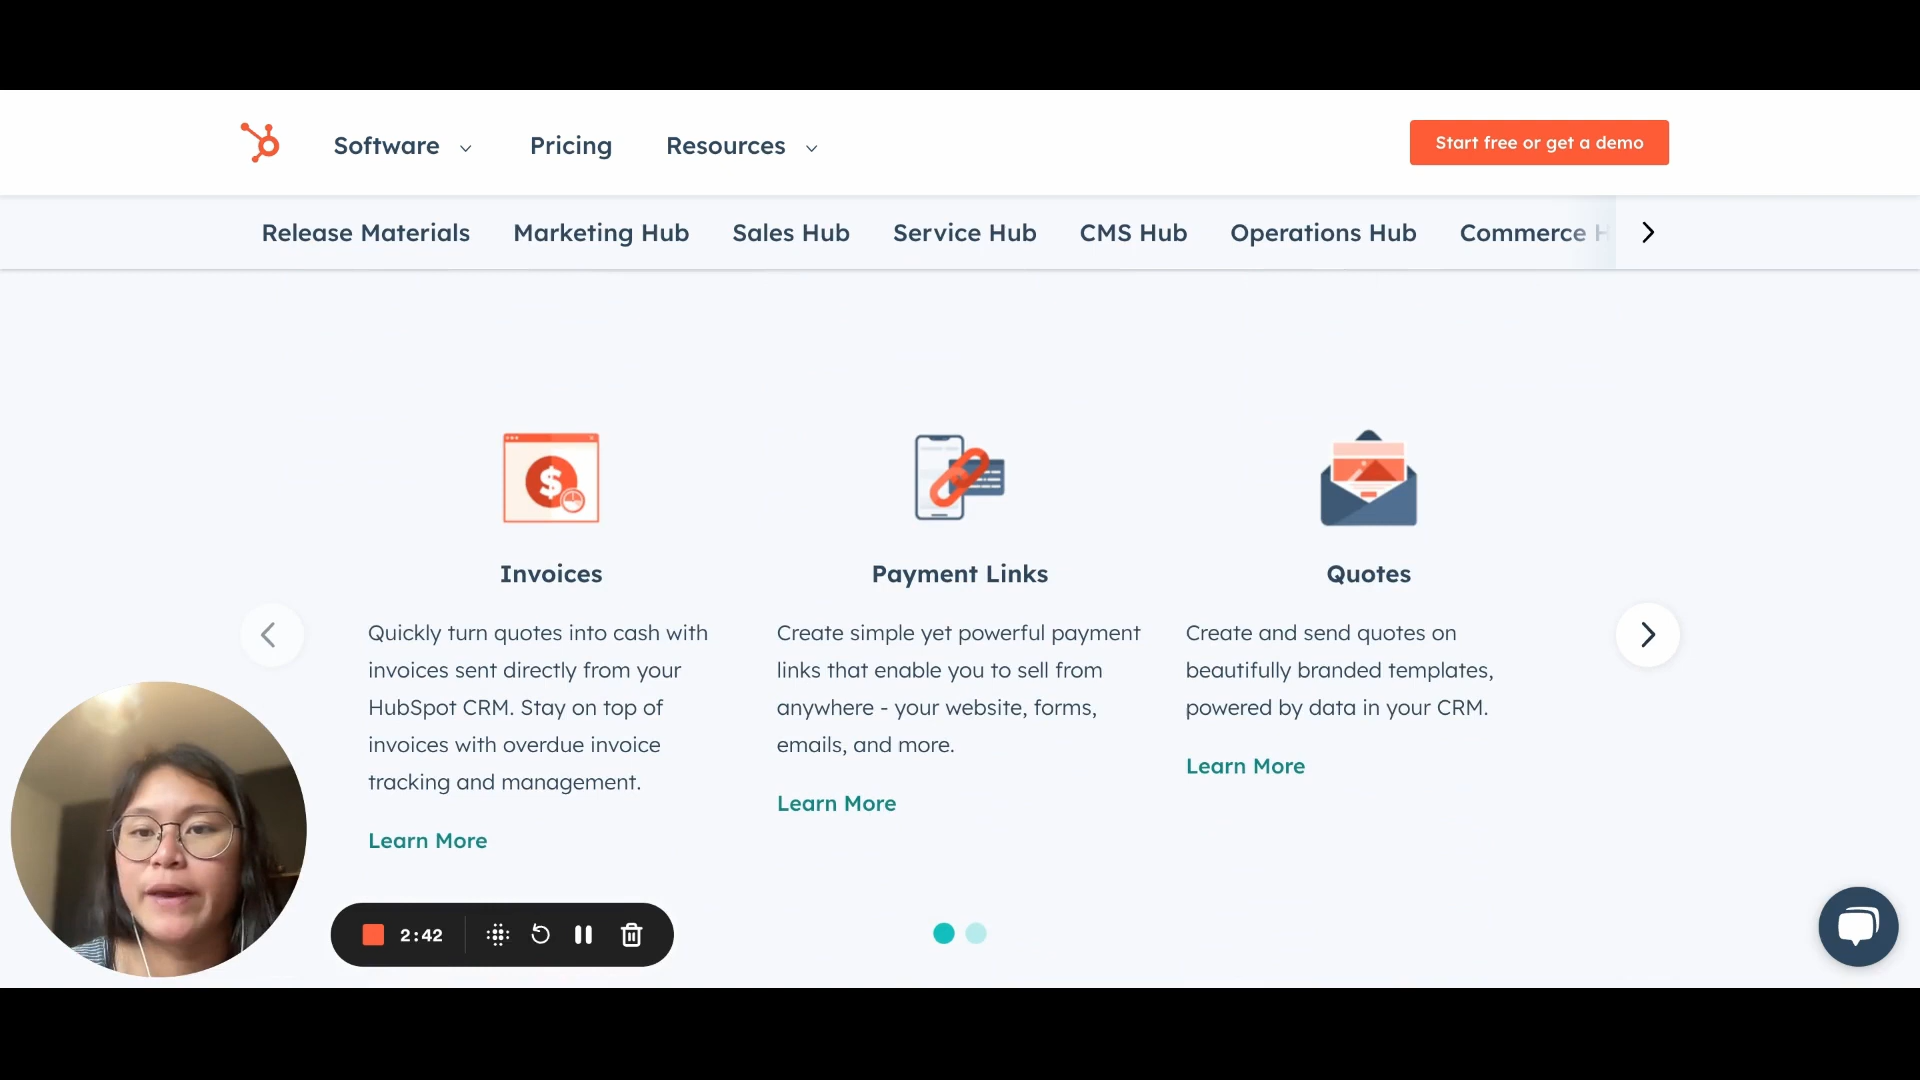 Software
Pricing
Resources
Start free or get a demo
Release Materials
Marketing Hub
Sales Hub
Service Hub
CMS Hub
Operations Hub
Commerce H
$
Invoices
Quickly turn quotes into cash with
invoices sent directly from your
HubSpot CRM. Stay on top of
invoices with overdue invoice
tracking and management.
Learn More
Payment Links
Create simple yet powerful payment
links that enable you to sell from
anywhere - your website, forms,
emails, and more.
Learn More
Quotes
Create and send quotes on
beautifully branded templates,
powered by data in your CRM.
Learn More
2:42